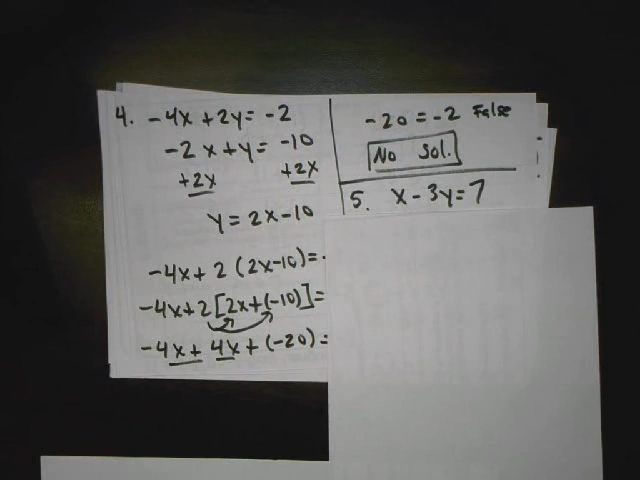 4. -4x + 2y = -2
-2x + y = -10
+2x +2x
y = 2x - 10
-4x + 2 (2x-10) = -
-4x + 2 [2x + (-10)] =
-4x + 4x + (-20) =
-20 = -2 False
No Sol.
5. x - 3y = 7